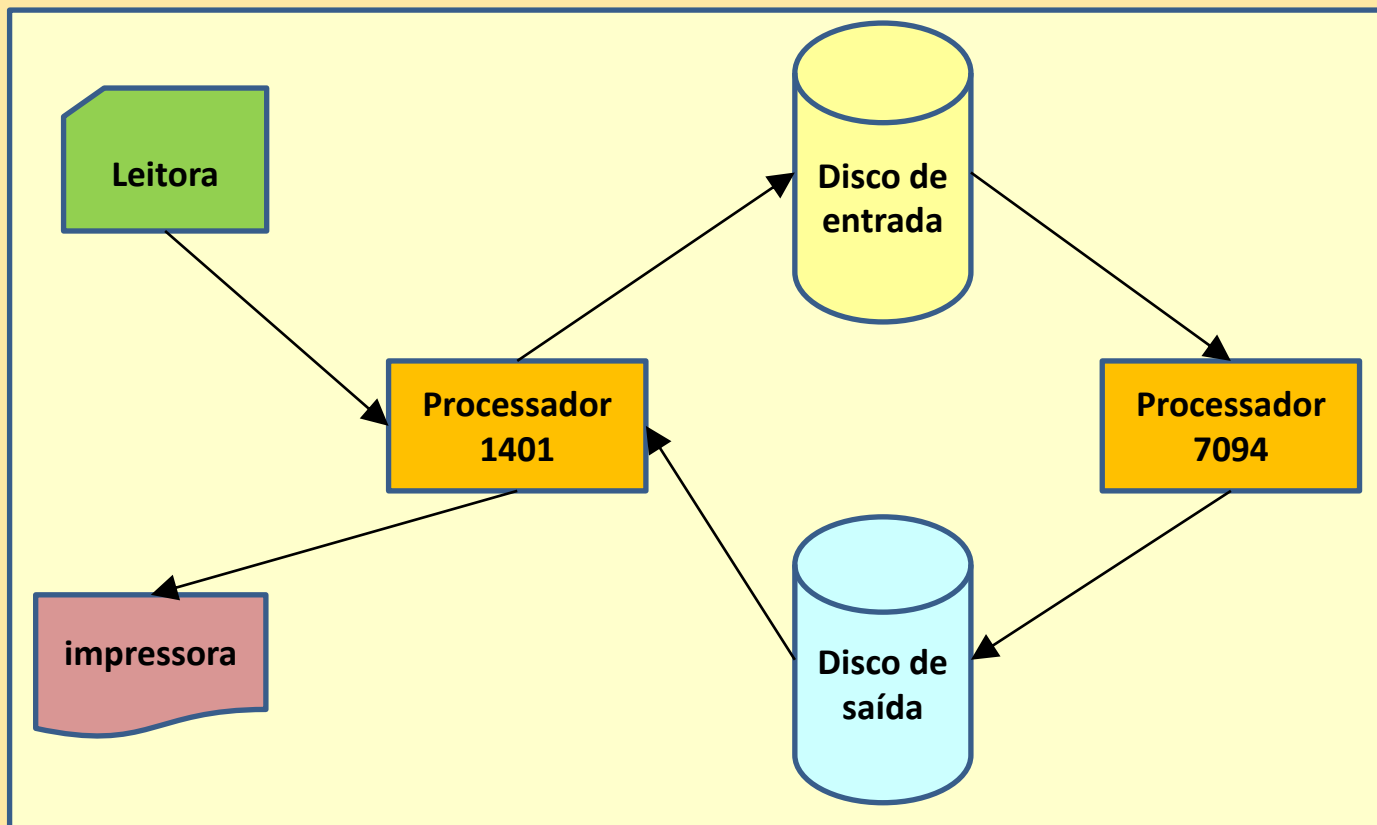 Leitora
Disco de
entrada
Processador
1401
Processador
7094
impressora
Disco de
saída